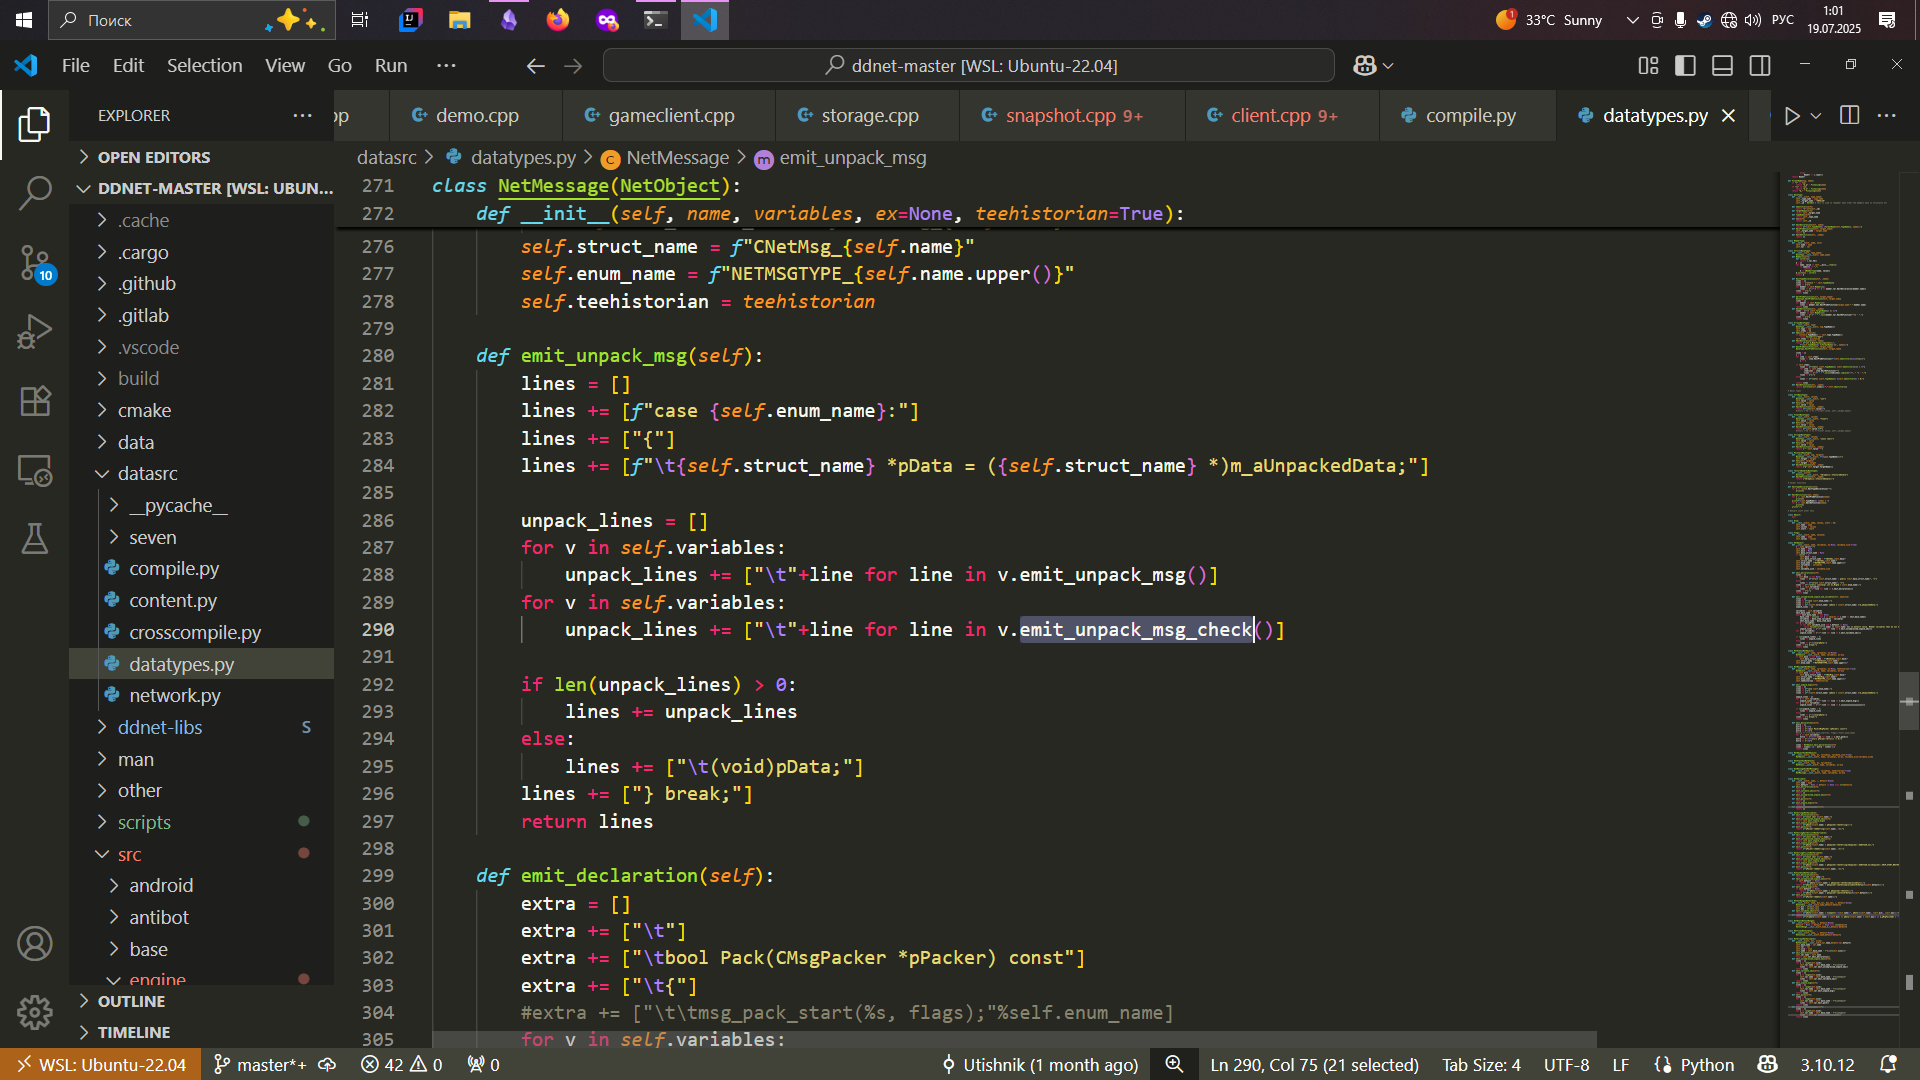 Поиск
33°C Sunny
РУС
1:01
19.07.2025
File Edit Selection View Go Run ···
ddnet-master [WSL: Ubuntu-22.04]
EXPLORER ···
pp demo.cpp gameclient.cpp storage.cpp snapshot.cpp 9+ client.cpp 9+ compile.py datatypes.py
datasrc > datatypes.py > NetMessage > emit_unpack_msg
OPEN EDITORS
DDNET-MASTER [WSL: UBUN...
.cache
.cargo
.github
.gitlab
.vscode
build
cmake
data
datasrc
__pycache__
seven
compile.py
content.py
crosscompile.py
datatypes.py
network.py
ddnet-libs S
man
other
scripts
src
android
antibot
base
engine
OUTLINE
TIMELINE
10
271 class NetMessage(NetObject):
272 def __init__(self, name, variables, ex=None, teehistorian=True):
276 self.struct_name = f"CNetMsg_{self.name}"
277 self.enum_name = f"NETMSGTYPE_{self.name.upper()}"
278 self.teehistorian = teehistorian
279
280 def emit_unpack_msg(self):
281 lines = []
282 lines += [f"case {self.enum_name}:"]
283 lines += ["{"]
284 lines += [f"\t{self.struct_name} *pData = ({self.struct_name} *)m_aUnpackedData;"]
285
286 unpack_lines = []
287 for v in self.variables:
288 unpack_lines += ["\t"+line for line in v.emit_unpack_msg()]
289 for v in self.variables:
290 unpack_lines += ["\t"+line for line in v.emit_unpack_msg_check()]
291
292 if len(unpack_lines) > 0:
293 lines += unpack_lines
294 else:
295 lines += ["\t(void)pData;"]
296 lines += ["} break;"]
297 return lines
298
299 def emit_declaration(self):
300 extra = []
301 extra += ["\t"]
302 extra += ["\tbool Pack(CMsgPacker *pPacker) const"]
303 extra += ["\t{"]
304 #extra += ["\t\tmsg_pack_start(%s, flags);"%self.enum_name]
305 for v in self.variables:
WSL: Ubuntu-22.04 master*+ 42 0 0 Utishnik (1 month ago) Ln 290, Col 75 (21 selected) Tab Size: 4 UTF-8 LF Python 3.10.12